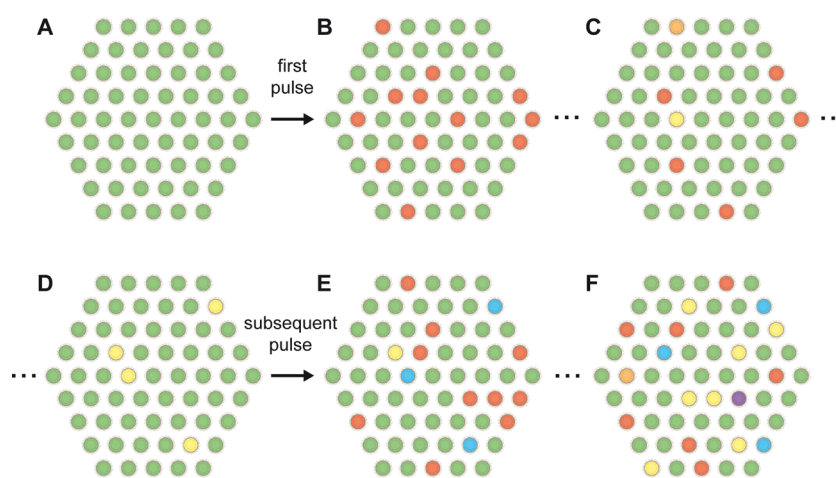 A
first
pulse
B
...
C
..
D
...
subsequent
pulse
E
...
F